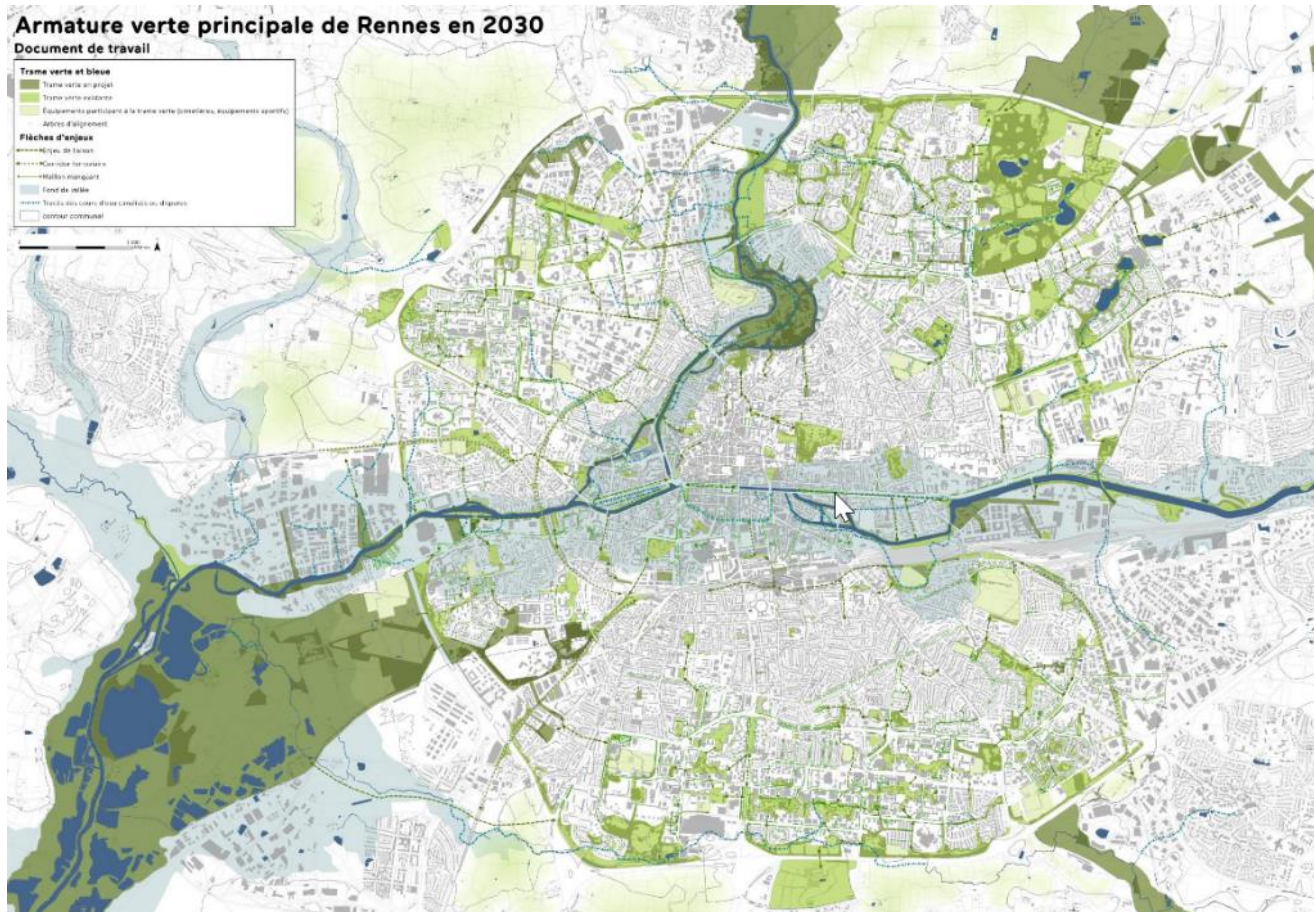 Armature verte principale de Rennes en 2030
Document de travail
Trame verte et bleue
Trame verte en projet
Trame verte existante
Équipements participant à la trame verte (cimetières, équipements sportifs)
Arbres d'alignement
Flèches d'enjeux
Enjeu de liaison
Corridor ferroviaire
Maillon manquant
Fond de vallée
Tracés des cours d'eau canalisés ou disparus
contour communal